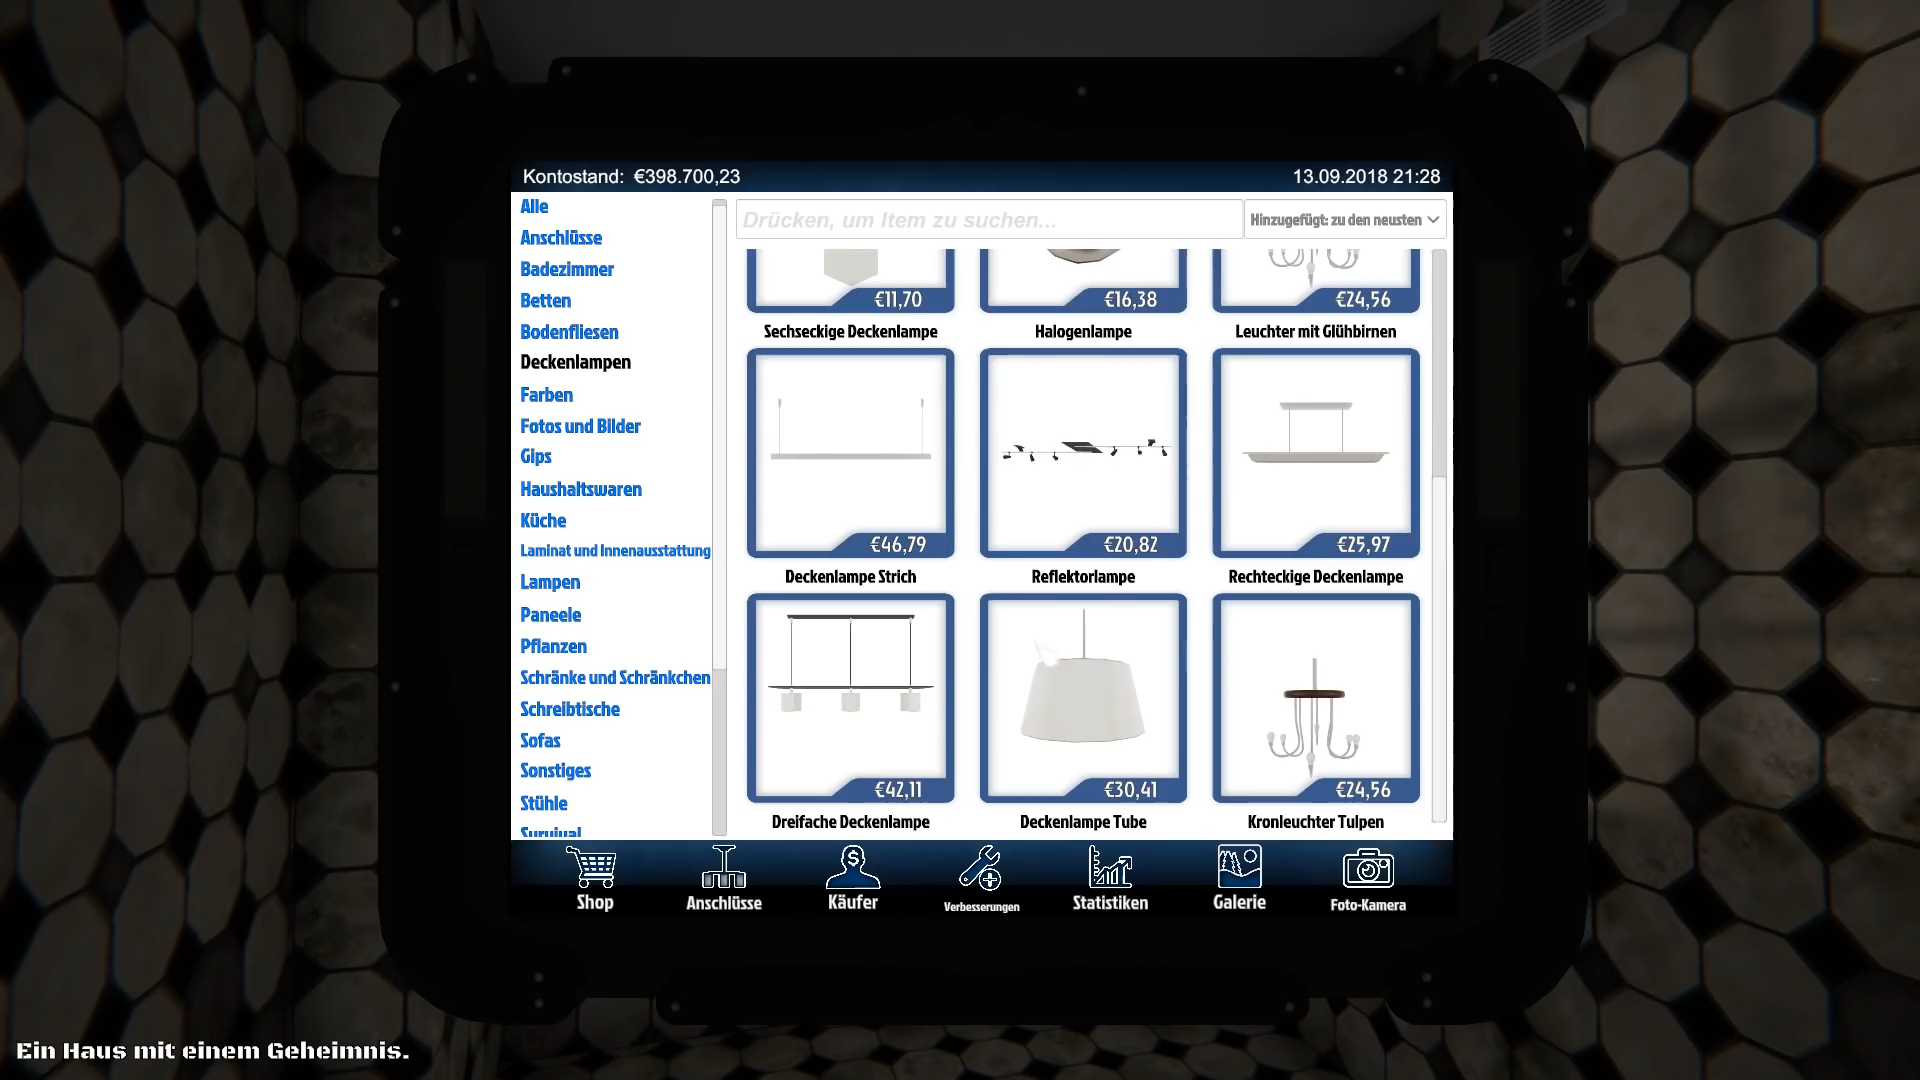 Kontostand: €398.700,23
13.09.2018 21:28
Alle
Anschlüsse
Badezimmer
Betten
Bodenfliesen
Deckenlampen
Farben
Fotos und Bilder
Gips
Haushaltswaren
Küche
Laminat und Innenausstattung
Lampen
Paneele
Pflanzen
Schränke und Schränkchen
Schreibtische
Sofas
Sonstiges
Stühle
Survival
Drücken, um Item zu suchen...
Hinzugefügt: zu den neusten
€11,70
€16,38
€24,56
Sechseckige Deckenlampe
Halogenlampe
Leuchter mit Glühbirnen
€46,79
€20,82
€25,97
Deckenlampe Strich
Reflektorlampe
Rechteckige Deckenlampe
€42,11
€30,41
€24,56
Dreifache Deckenlampe
Deckenlampe Tube
Kronleuchter Tulpen
Shop
Anschlüsse
Käufer
Verbesserungen
Statistiken
Galerie
Foto-Kamera
Ein Haus mit einem Geheimnis.